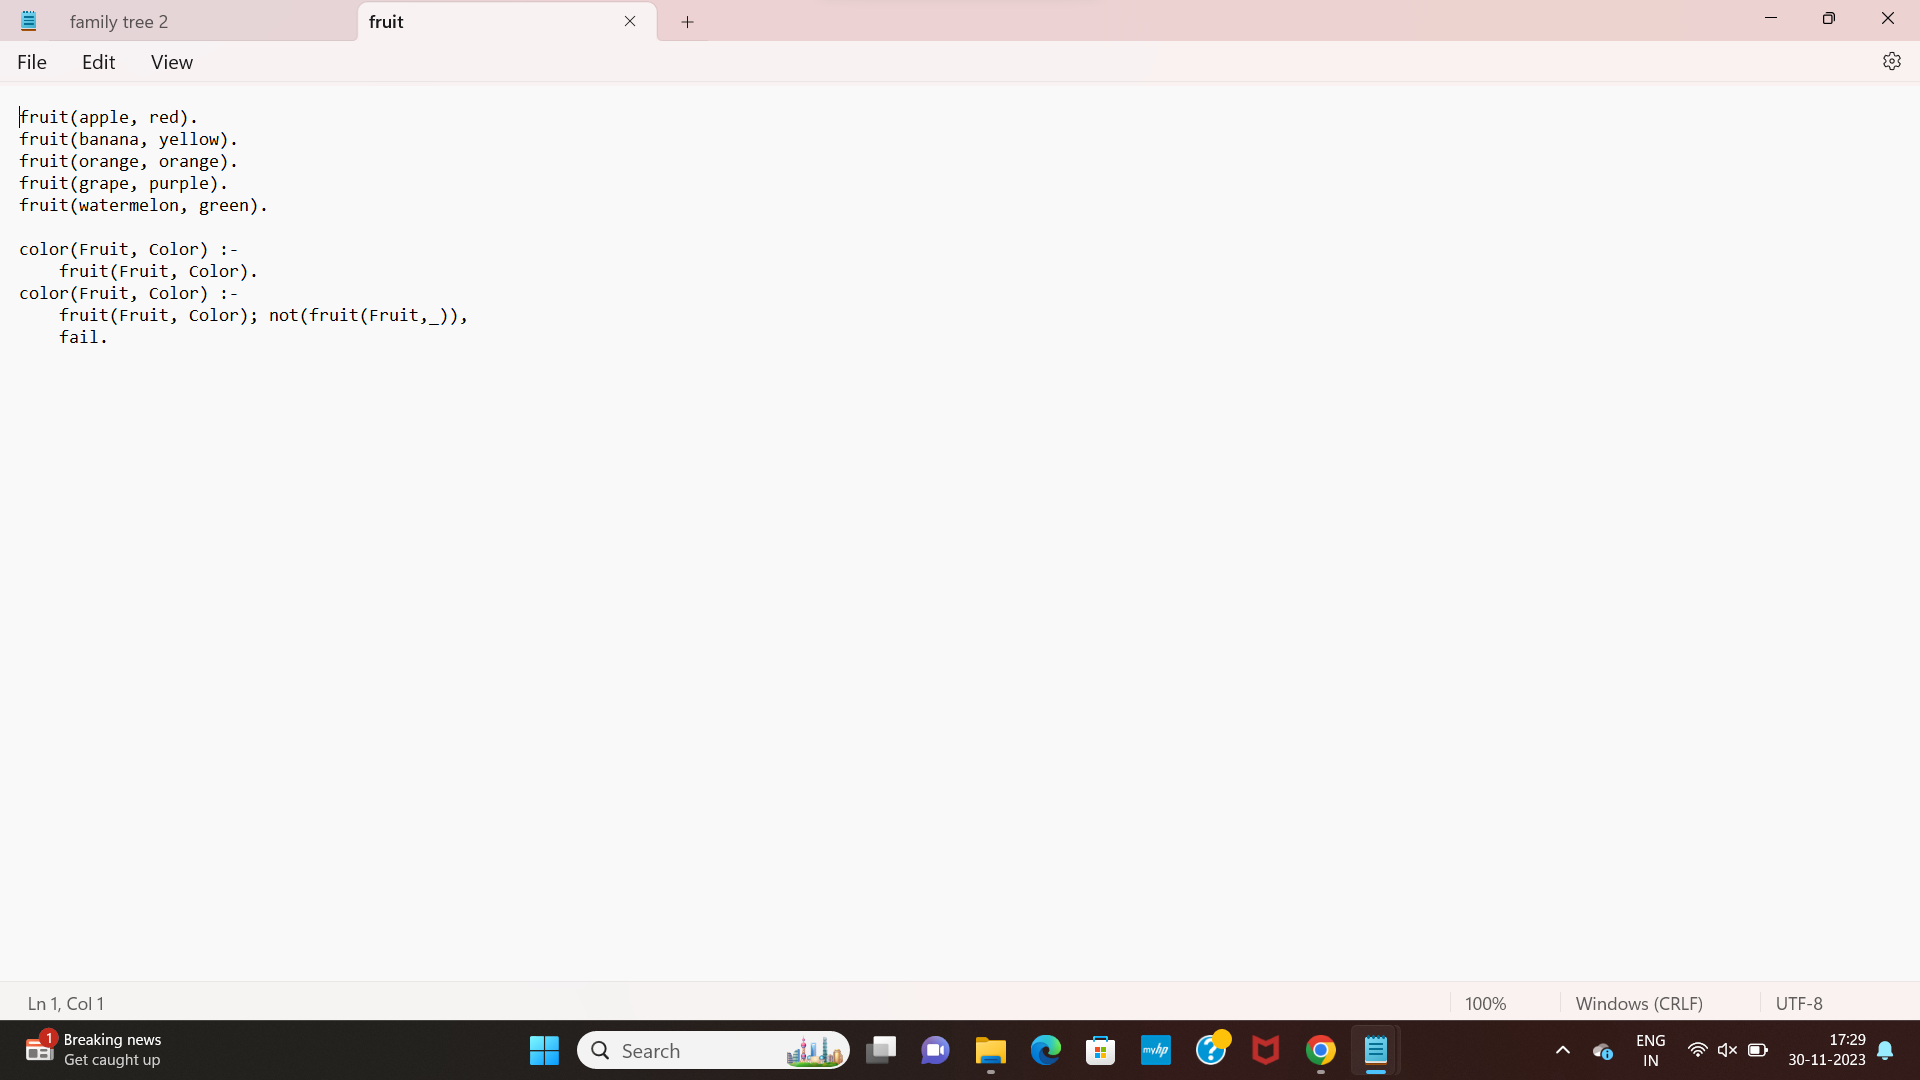 family tree 2
fruit
File Edit View
fruit(apple, red).
fruit(banana, yellow).
fruit(orange, orange).
fruit(grape, purple).
fruit(watermelon, green).

color(Fruit, Color) :-
    fruit(Fruit, Color).
color(Fruit, Color) :-
    fruit(Fruit, Color); not(fruit(Fruit,_)),
    fail.
Ln 1, Col 1
100%
Windows (CRLF)
UTF-8
1
Breaking news
Get caught up
Search
myhp
ENG
IN
17:29
30-11-2023